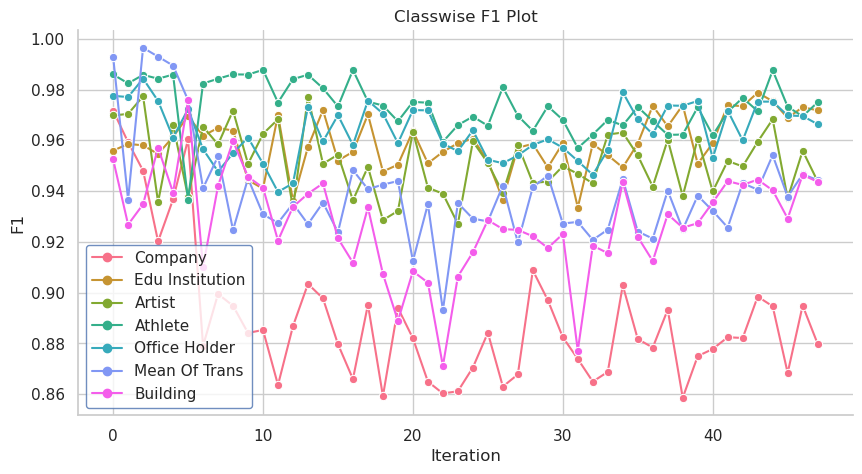 Classwise F1 Plot
1.00
0.98
0.96
0.94
0.92
0.90
0.88
0.86
F1
Company
Edu Institution
Artist
Athlete
Office Holder
Mean Of Trans
Building
0
10
20
30
40
Iteration